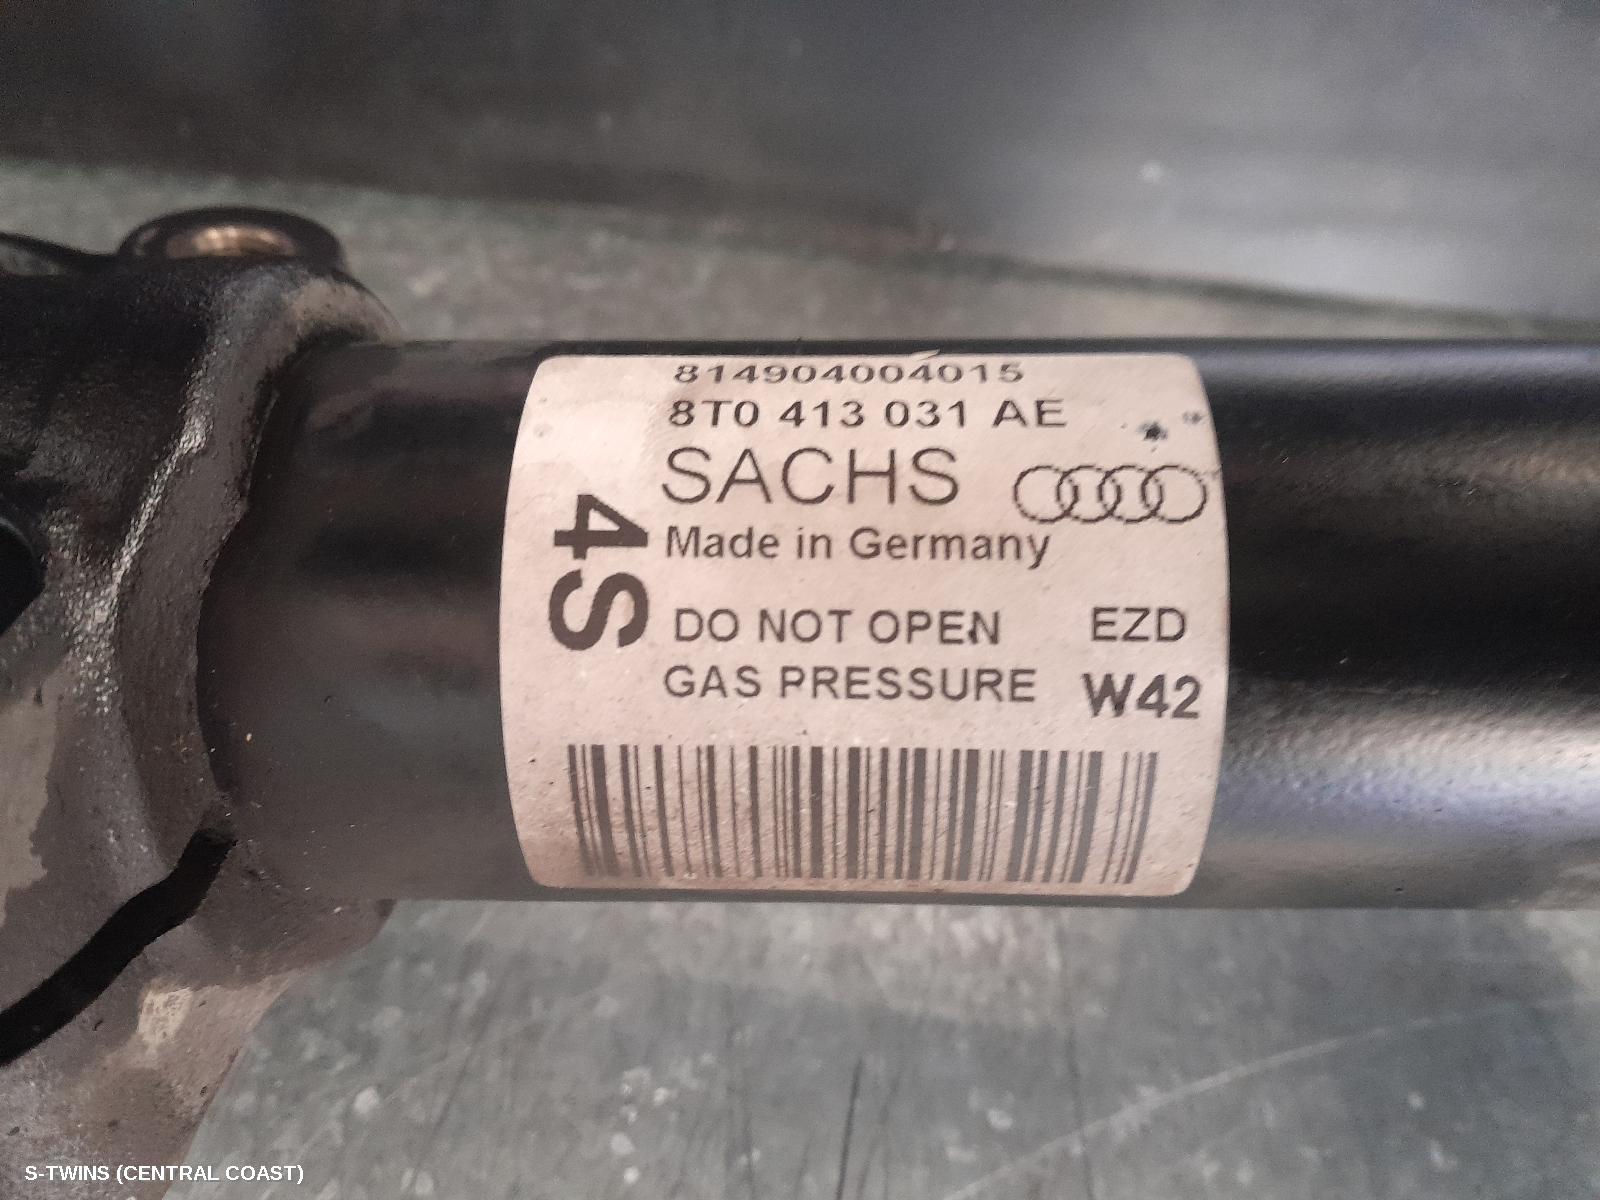 814904004015
8T0 413 031 AE
SACHS
Made in Germany
4S
DO NOT OPEN EZD
GAS PRESSURE W42
S-TWINS (CENTRAL COAST)